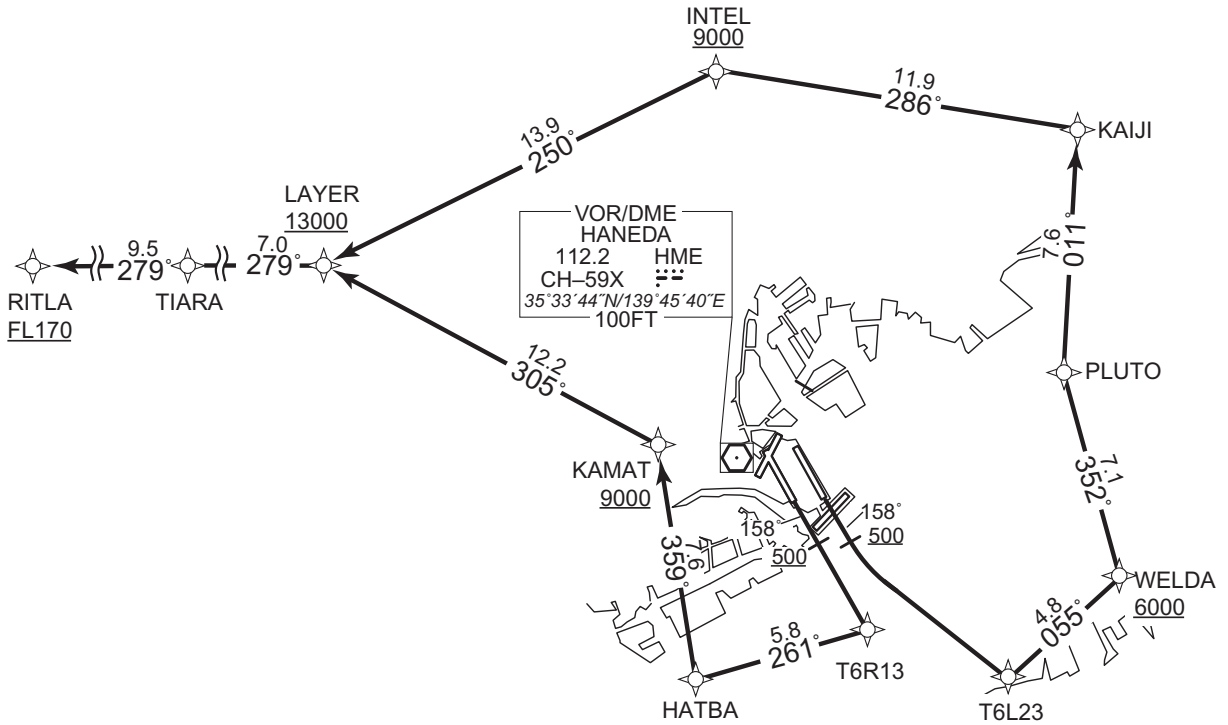 INTEL
9000
11.9
286°
KAIJI
13.9
250°
LAYER
13000
VOR/DME
HANEDA
112.2 HME
CH–59X
35°33´44˝N/139°45´40˝E
100FT
7.6
011°
9.5
279°
7.0
279°
RITLA
FL170
TIARA
12.2
305°
PLUTO
KAMAT
9000
7.1
352°
158°
500
158°
500
7.6
359°
WELDA
6000
4.8
055°
5.8
261°
T6R13
HATBA
T6L23